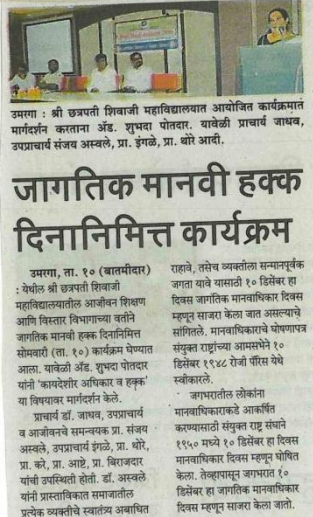 उमरगा : श्री छत्रपती शिवाजी महाविद्यालयात आयोजित कार्यक्रमात
मार्गदर्शन करताना अ‍ॅड. शुभदा पोतदार. यावेळी प्राचार्य जाधव,
उपप्राचार्य संजय अस्वले, प्रा. इंगळे, प्रा. थोरे आदी.
जागतिक मानवी हक्क
दिनानिमित्त कार्यक्रम
उमरगा, ता. १० (बातमीदार)
: येथील श्री छत्रपती शिवाजी
महाविद्यालयातील आजीवन शिक्षण
आणि विस्तार विभागाच्या वतीने
जागतिक मानवी हक्क दिनानिमित्त
सोमवारी (ता. १०) कार्यक्रम घेण्यात
आला. यावेळी अ‍ॅड. शुभदा पोतदार
यांनी 'कायदेशीर अधिकार व हक्क'
या विषयावर मार्गदर्शन केले.
प्राचार्य डॉ. जाधव, उपप्राचार्य
व आजीवनचे समन्वयक प्रा. संजय
अस्वले, उपप्राचार्य इंगळे, प्रा. थोरे,
प्रा. करे, प्रा. आष्टे, प्रा. बिराजदार
यांची उपस्थिती होती. डॉ. अस्वले
यांनी प्रास्ताविकात समाजातील
प्रत्येक व्यक्तीचे स्वातंत्र्य अबाधित
राहावे, तसेच व्यक्तीला सन्मानपूर्वक
जगता यावे यासाठी १० डिसेंबर हा
दिवस जागतिक मानवाधिकार दिवस
म्हणून साजरा केला जात असल्याचे
सांगितले. मानवाधिकाराचे घोषणापत्र
संयुक्त राष्ट्रांच्या आमसभेने १०
डिसेंबर १९४८ रोजी पॅरिस येथे
स्वीकारले.
जगभरातील लोकांना
मानवाधिकाराकडे आकर्षित
करण्यासाठी संयुक्त राष्ट्र संघाने
१९५० मध्ये १० डिसेंबर हा दिवस
मानवाधिकार दिवस म्हणून घोषित
केला. तेव्हापासून जगभरात १०
डिसेंबर हा जागतिक मानवाधिकार
दिवस म्हणून साजरा केला जातो.